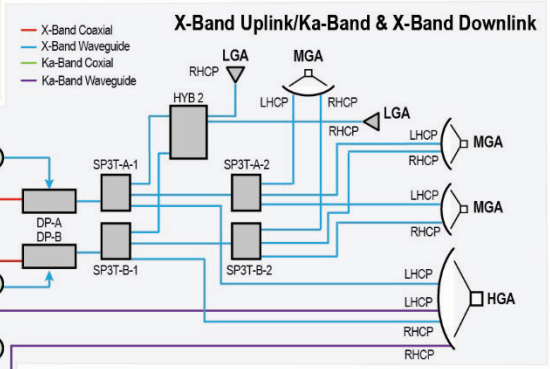 X-Band Uplink/Ka-Band & X-Band Downlink
X-Band Coaxial
X-Band Waveguide
Ka-Band Coxial
Ka-Band Waveguide
LGA
RHCP
MGA
LHCP
RHCP
HYB 2
LGA
RHCP
LHCP
RHCP
MGA
SP3T-A-1
SP3T-A-2
LHCP
RHCP
MGA
DP-A
DP-B
SP3T-B-1
SP3T-B-2
LHCP
LHCP
HGA
RHCP
RHCP